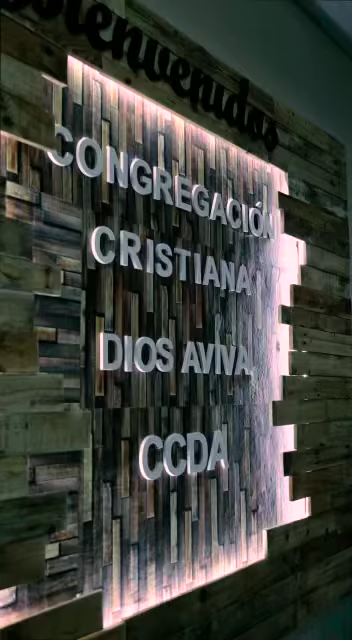 Bienvenidos
CONGREGACIÓN
CRISTIANA
DIOS AVIVA
CCDA